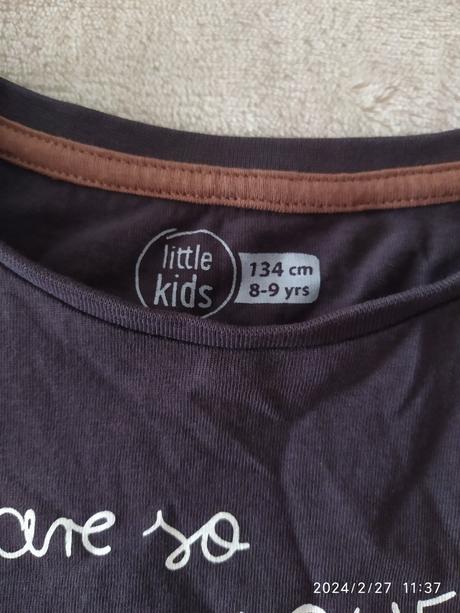 little
kids
134 cm
8-9 yrs
are so
2024/2/27 11:37